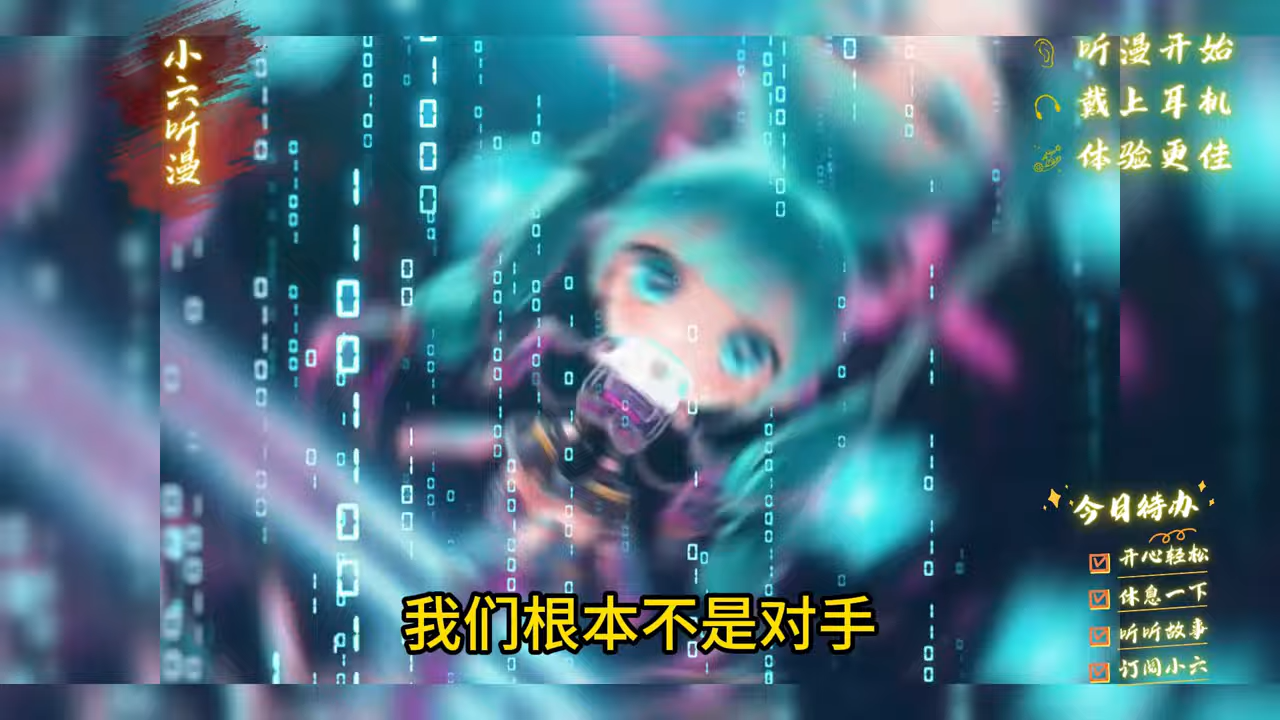 小六听漫
听漫开始
戴上耳机
体验更佳
今日待办
开心轻松
休息一下
听听故事
订阅小六
我们根本不是对手